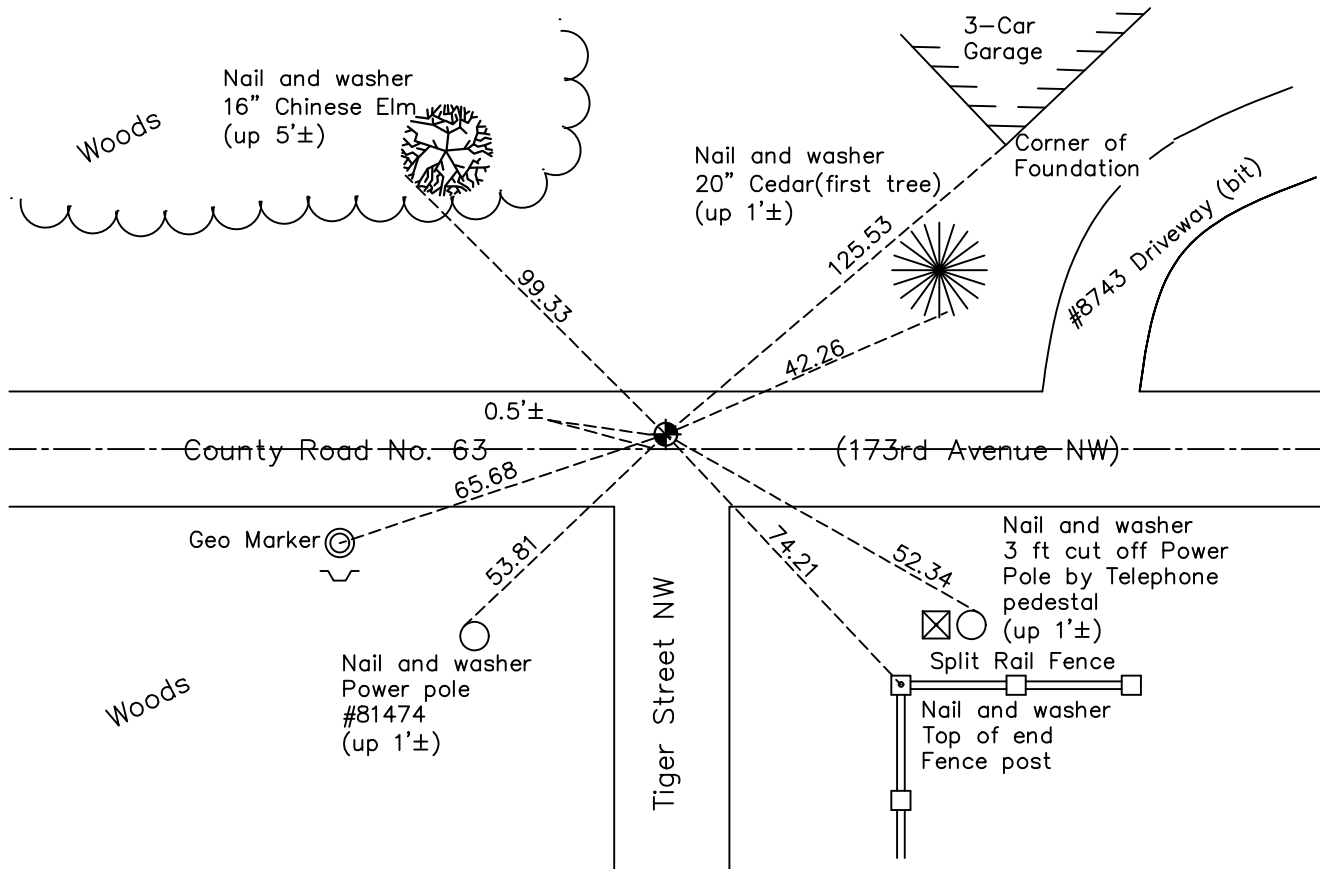 3-Car
Garage
Nail and washer
16" Chinese Elm
(up 5'±)
Woods
Corner of
Foundation
Nail and washer
20" Cedar(first tree)
(up 1'±)
125.53
#8743 Driveway (bit)
99.33
42.26
0.5'±
County Road No. 63
(173rd Avenue NW)
65.68
Geo Marker
53.81
74.21
52.34
Nail and washer
3 ft cut off Power
Pole by Telephone
pedestal
(up 1'±)
Split Rail Fence
Nail and washer
Power pole
#81474
(up 1'±)
Woods
Tiger Street NW
Nail and washer
Top of end
Fence post